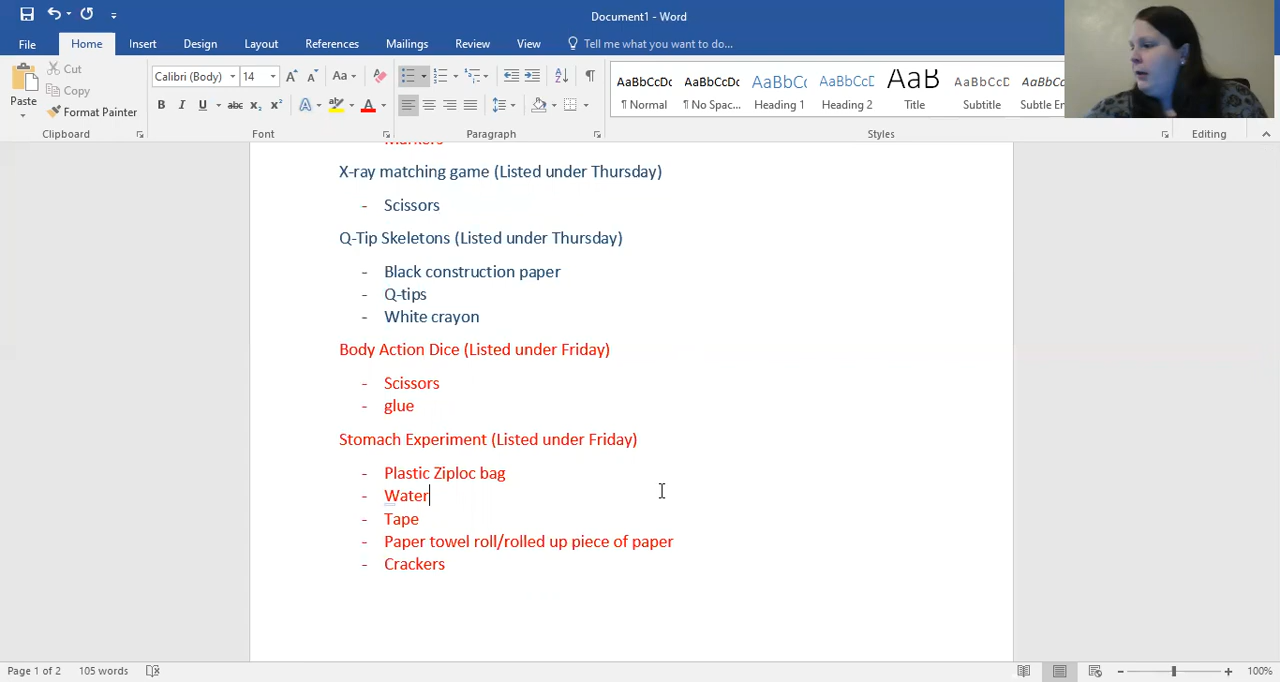 Document1 - Word
File Home Insert Design Layout References Mailings Review View Tell me what you want to do...
Paste
Cut
Copy
Format Painter
Clipboard
Calibri (Body) 14
Font
Paragraph
AaBbCcDc AaBbCcDc AaBbCc AaBbCcD AaB AaBbCcD AaBbCcD
¶ Normal ¶ No Spac... Heading 1 Heading 2 Title Subtitle Subtle Em
Styles
Editing
Markers
X-ray matching game (Listed under Thursday)
- Scissors
Q-Tip Skeletons (Listed under Thursday)
- Black construction paper
- Q-tips
- White crayon
Body Action Dice (Listed under Friday)
- Scissors
- glue
Stomach Experiment (Listed under Friday)
- Plastic Ziploc bag
- Water
- Tape
- Paper towel roll/rolled up piece of paper
- Crackers
Page 1 of 2 105 words 100%